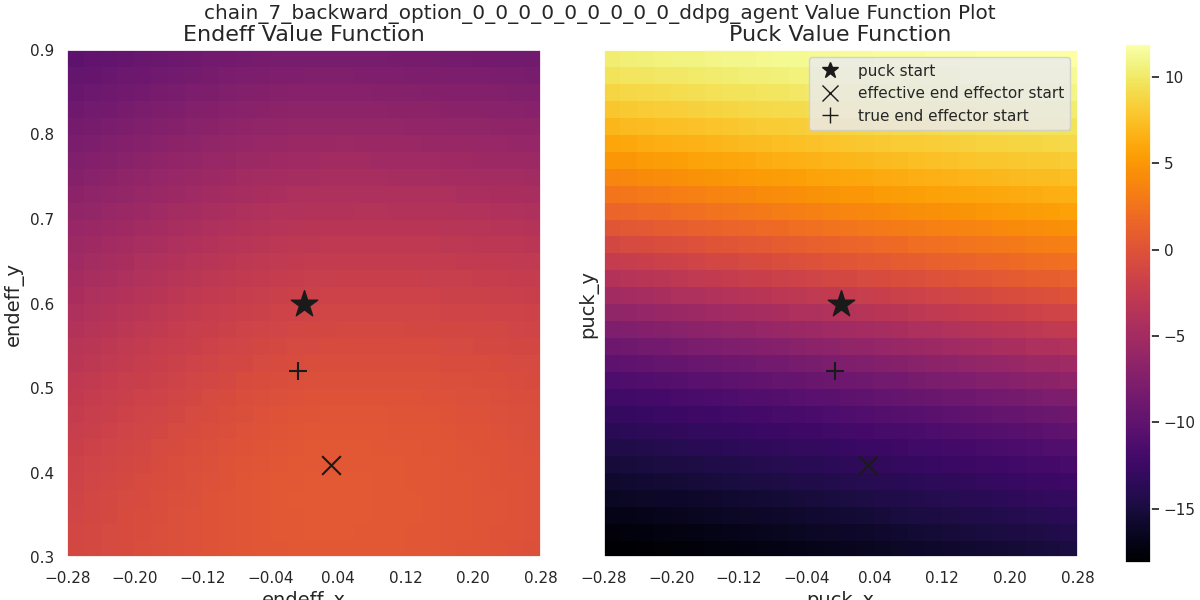 chain_7_backward_option_0_0_0_0_0_0_0_0_0_ddpg_agent Value Function Plot
Endeff Value Function
Puck Value Function
puck start
effective end effector start
true end effector start
endeff_y
0.9
0.8
0.7
0.6
0.5
0.4
0.3
−0.28 −0.20 −0.12 −0.04 0.04 0.12 0.20 0.28
endeff_x
puck_y
−0.28 −0.20 −0.12 −0.04 0.04 0.12 0.20 0.28
puck_x
10
5
0
−5
−10
−15